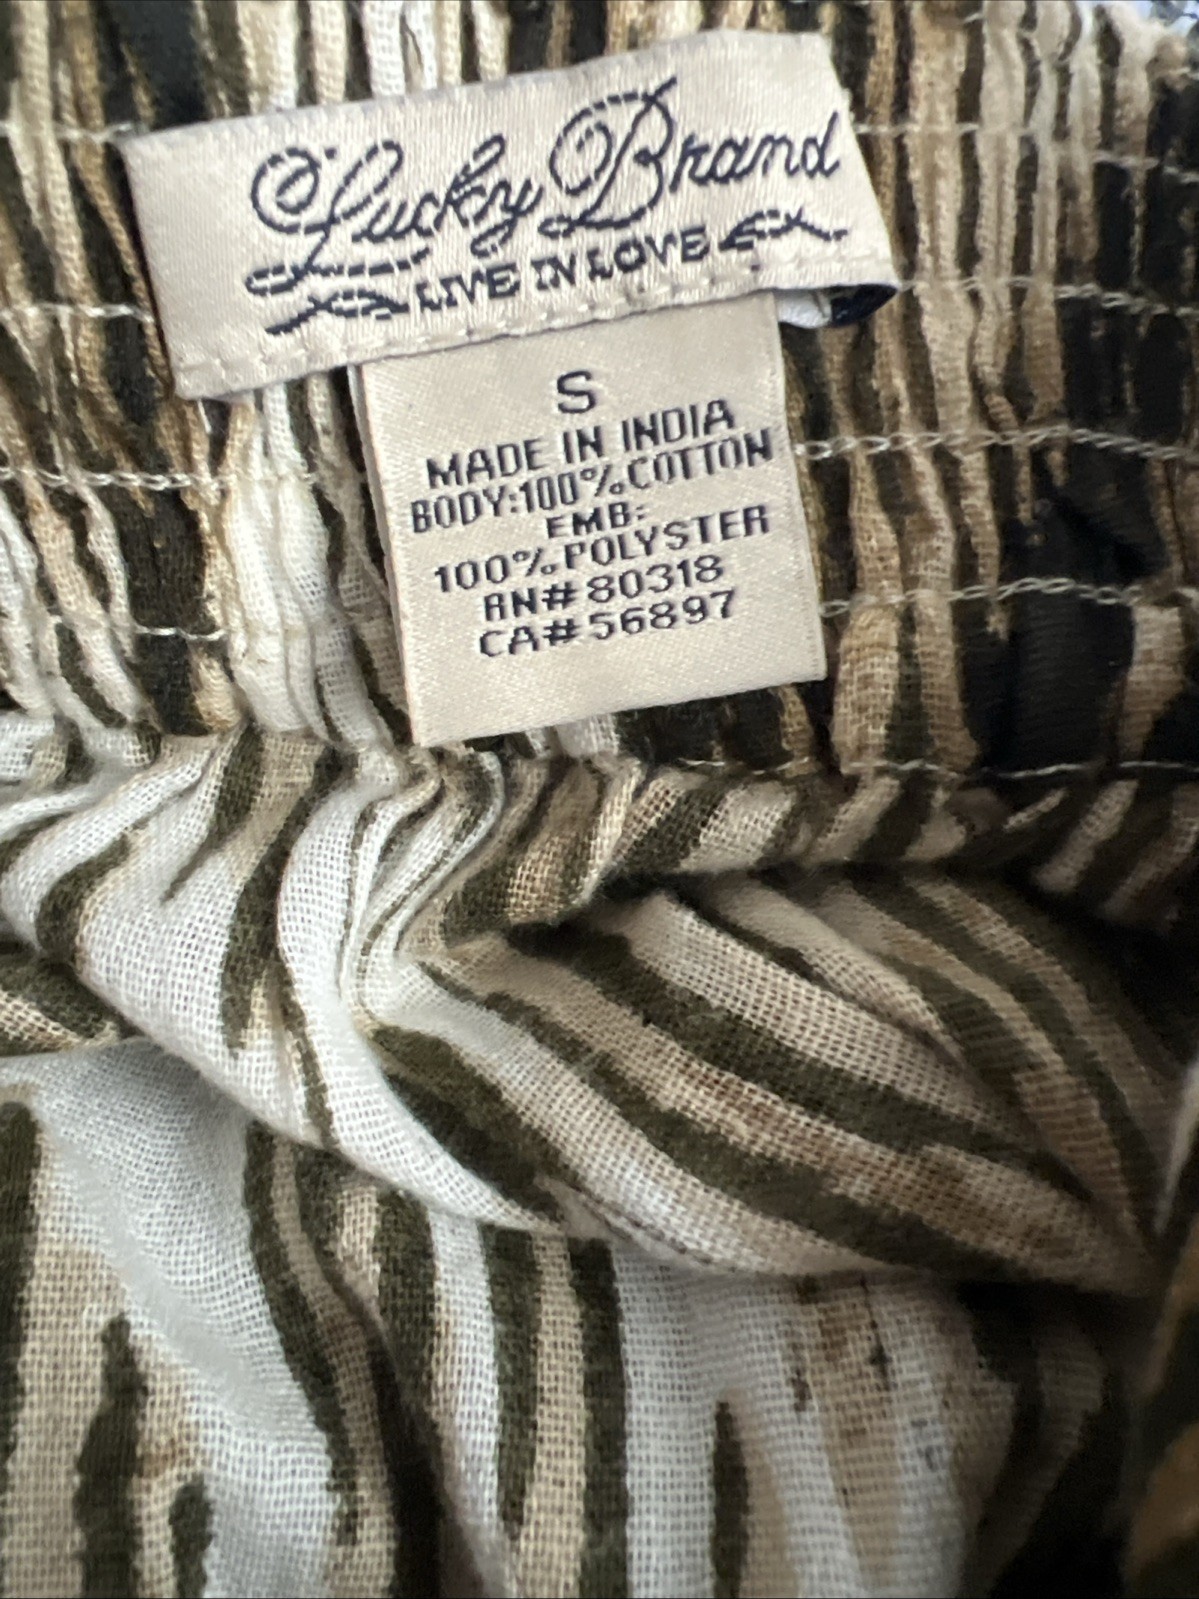 Lucky Brand
LIVE IN LOVE
S
MADE IN INDIA
BODY:100%COTTON
EMB:
100%POLYSTER
RN#80318
CA#56897